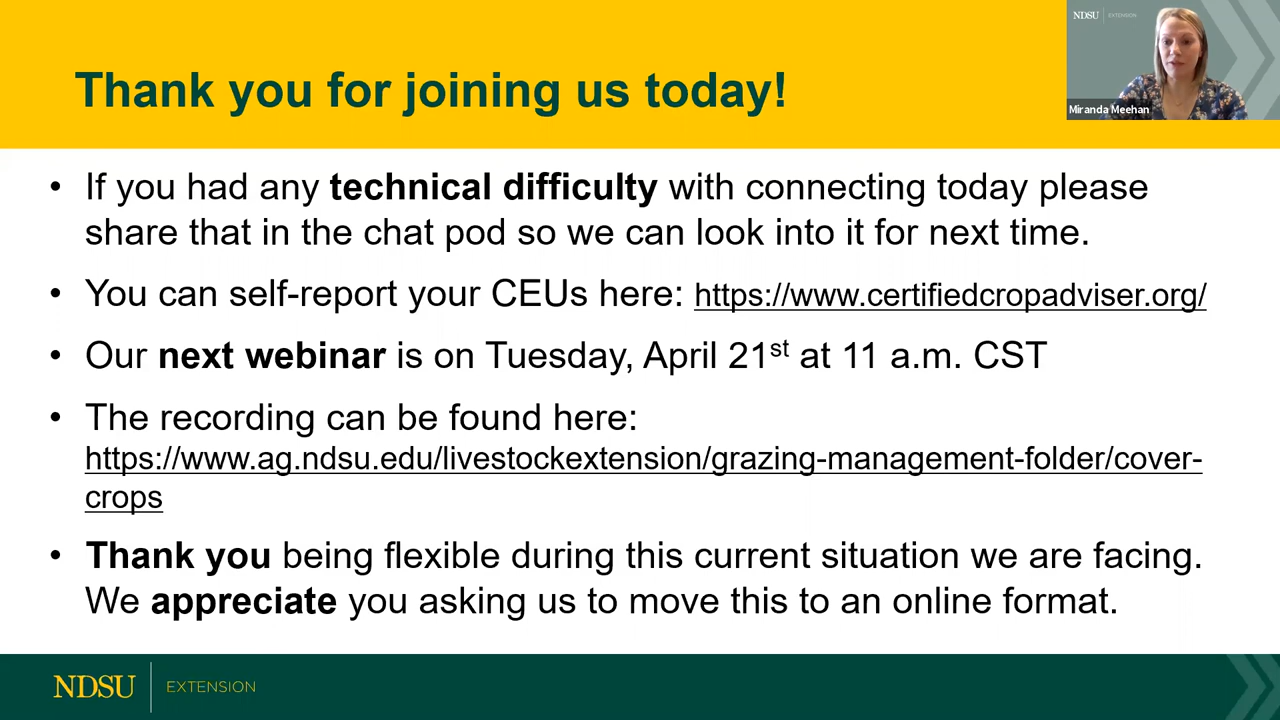 NDSU EXTENSION
Miranda Meehan
Thank you for joining us today!
• If you had any technical difficulty with connecting today please
share that in the chat pod so we can look into it for next time.
• You can self-report your CEUs here: https://www.certifiedcropadviser.org/
• Our next webinar is on Tuesday, April 21st at 11 a.m. CST
• The recording can be found here:
https://www.ag.ndsu.edu/livestockextension/grazing-management-folder/cover-
crops
• Thank you being flexible during this current situation we are facing.
We appreciate you asking us to move this to an online format.
NDSU EXTENSION